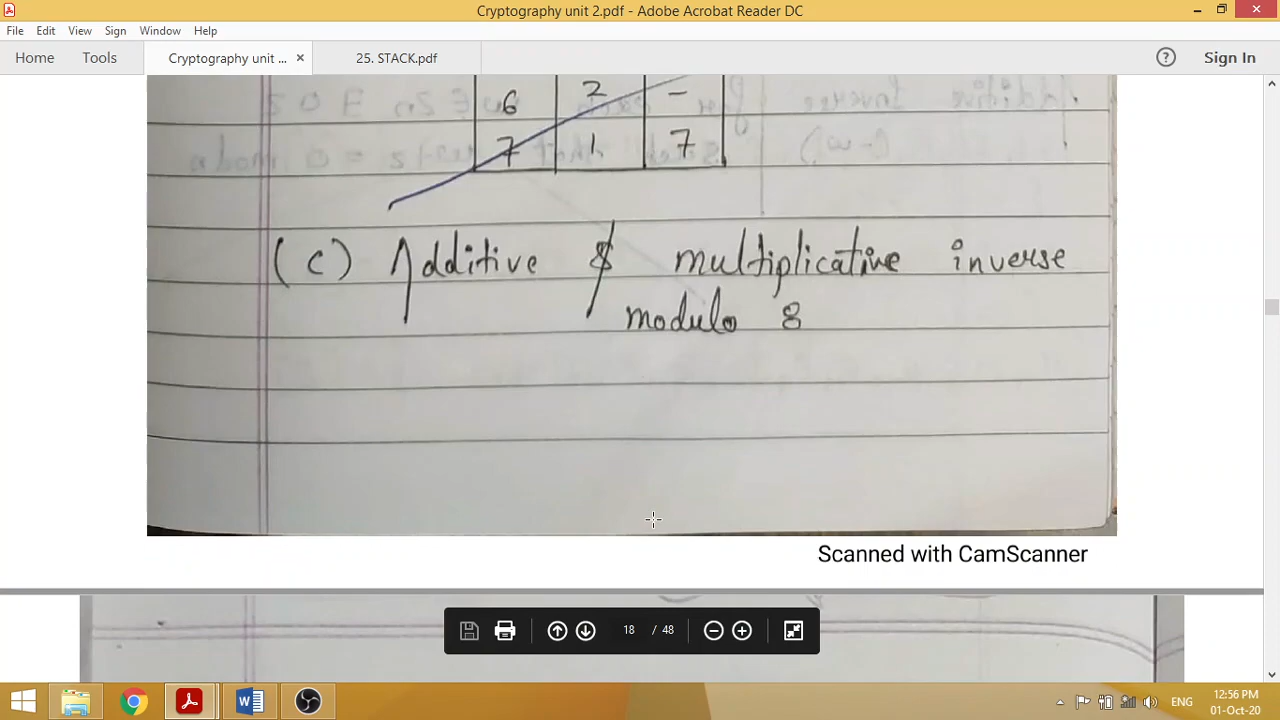 Cryptography unit 2.pdf - Adobe Acrobat Reader DC
File Edit View Sign Window Help
Home Tools Cryptography unit ... × 25. STACK.pdf ? Sign In
6 2 -
7 1 7
(c) Additive & multiplicative inverse
modulo 8
Scanned with CamScanner
18 / 48
ENG
12:56 PM
01-Oct-20